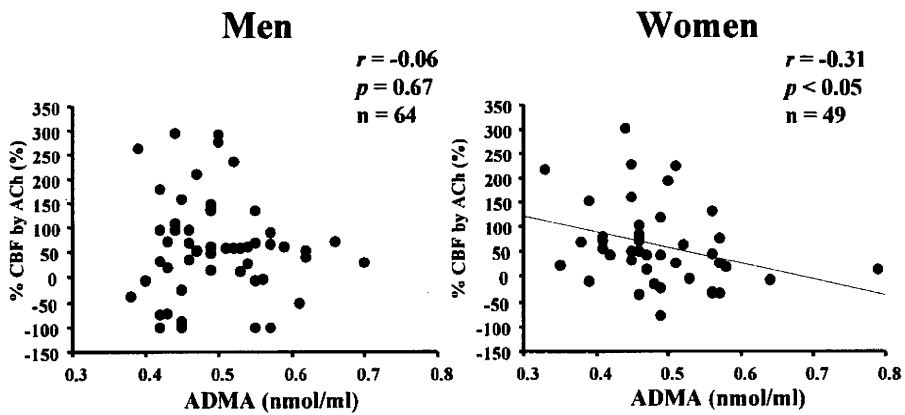 Men
r = -0.06
p = 0.67
n = 64
% CBF by ACh (%)
350
300
250
200
150
100
50
0
-50
-100
-150
0.3 0.4 0.5 0.6 0.7 0.8
ADMA (nmol/ml)
Women
r = -0.31
p < 0.05
n = 49
% CBF by ACh (%)
350
300
250
200
150
100
50
0
-50
-100
-150
0.3 0.4 0.5 0.6 0.7 0.8
ADMA (nmol/ml)